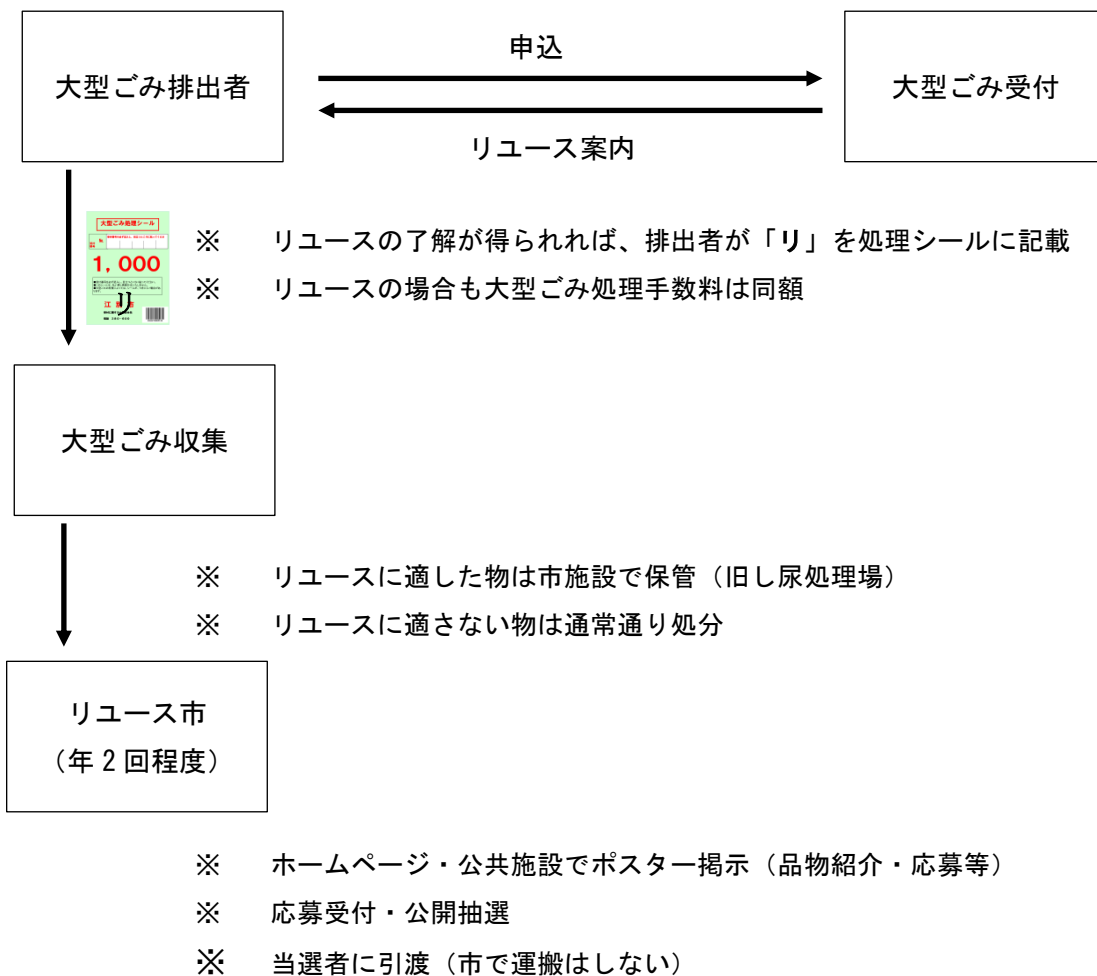 申込
大型ごみ排出者
大型ごみ受付
リユース案内
大型ごみ処理シール
1,000
リ
※ リユースの了解が得られれば、排出者が「リ」を処理シールに記載
※ リユースの場合も大型ごみ処理手数料は同額
大型ごみ収集
※ リユースに適した物は市施設で保管（旧し尿処理場）
※ リユースに適さない物は通常通り処分
リユース市
（年2回程度）
※ ホームページ・公共施設でポスター掲示（品物紹介・応募等）
※ 応募受付・公開抽選
※ 当選者に引渡（市で運搬はしない）